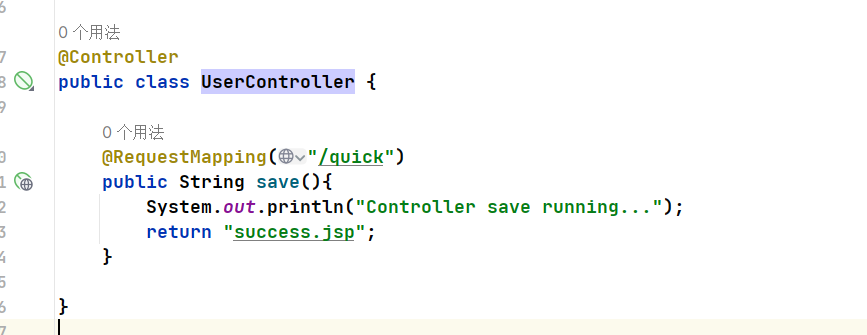 6
0 个用法
7 @Controller
8 public class UserController {
9
0 个用法
0 @RequestMapping("/quick")
1 public String save(){
2 System.out.println("Controller save running...");
3 return "success.jsp";
4 }
5
6 }
7